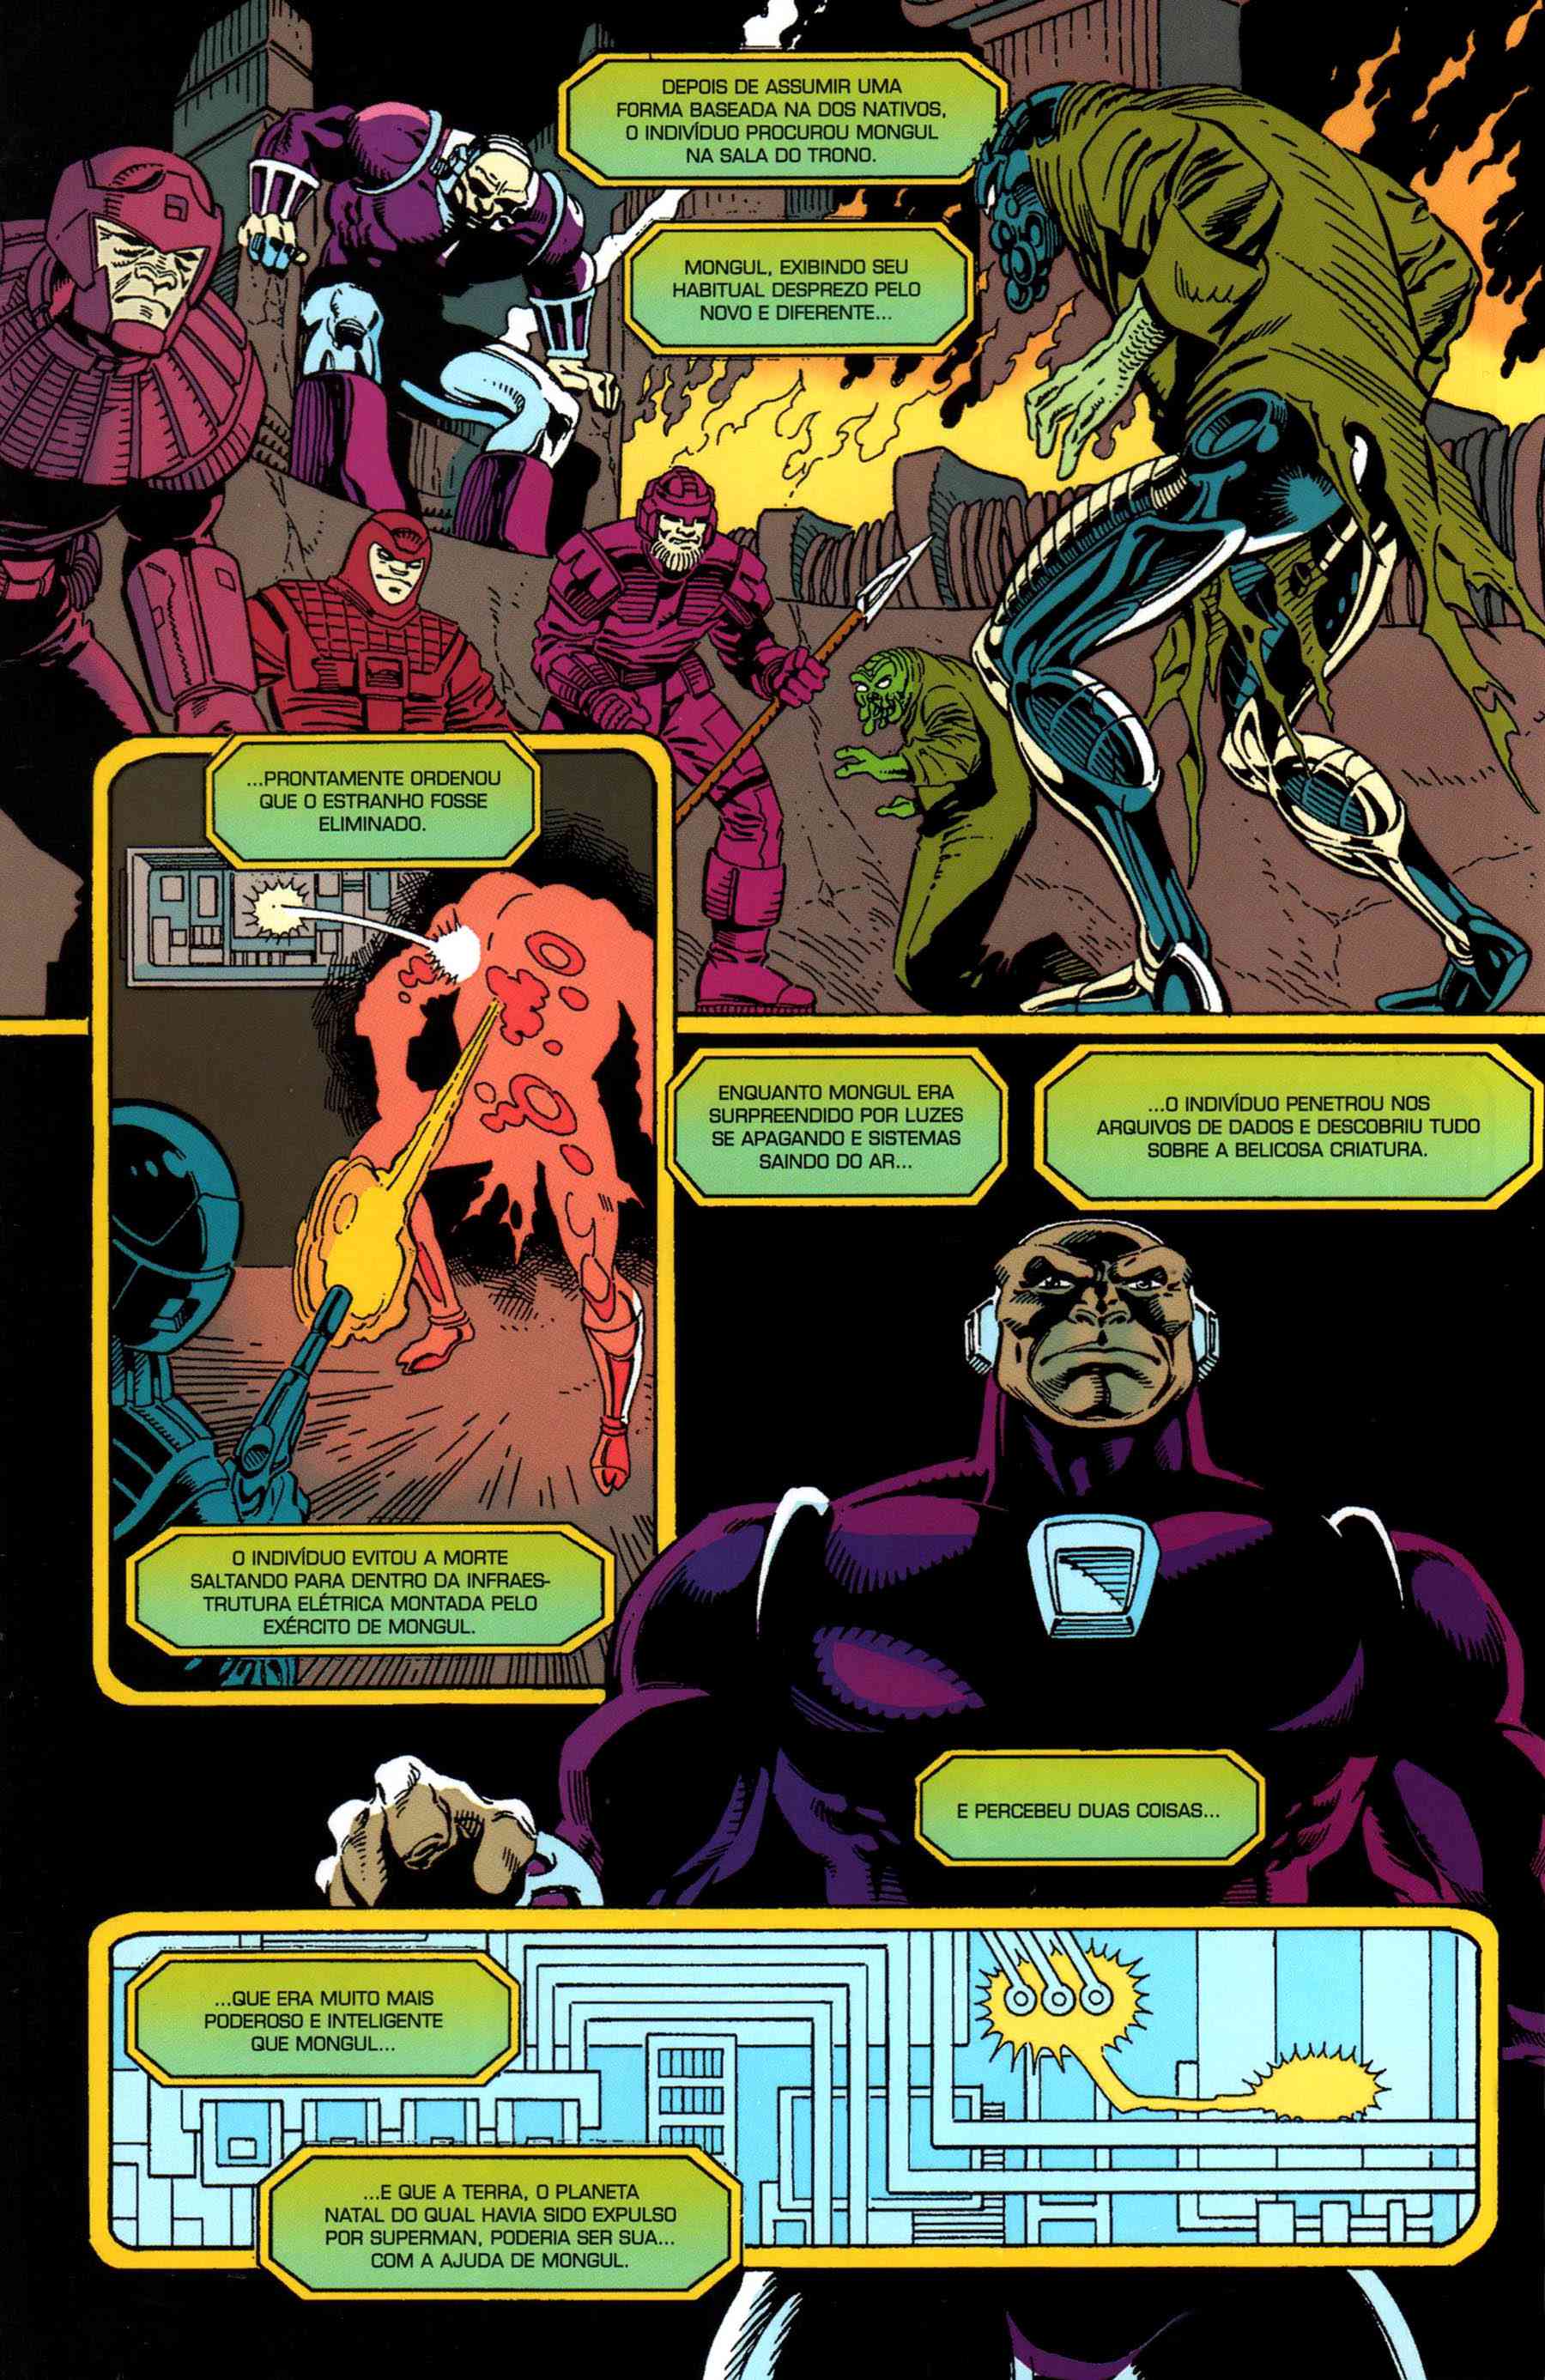 DEPOIS DE ASSUMIR UMA
FORMA BASEADA NA DOS NATIVOS,
O INDIVÍDUO PROCUROU MONGUL
NA SALA DO TRONO.
MONGUL, EXIBINDO SEU
HABITUAL DESPREZO PELO
NOVO E DIFERENTE...
...PRONTAMENTE ORDENOU
QUE O ESTRANHO FOSSE
ELIMINADO.
O INDIVÍDUO EVITOU A MORTE
SALTANDO PARA DENTRO DA INFRAES-
TRUTURA ELÉTRICA MONTADA PELO
EXÉRCITO DE MONGUL.
ENQUANTO MONGUL ERA
SURPREENDIDO POR LUZES
SE APAGANDO E SISTEMAS
SAINDO DO AR...
...O INDIVÍDUO PENETROU NOS
ARQUIVOS DE DADOS E DESCOBRIU TUDO
SOBRE A BELICOSA CRIATURA.
E PERCEBEU DUAS COISAS...
...QUE ERA MUITO MAIS
PODEROSO E INTELIGENTE
QUE MONGUL...
...E QUE A TERRA, O PLANETA
NATAL DO QUAL HAVIA SIDO EXPULSO
POR SUPERMAN, PODERIA SER SUA...
COM A AJUDA DE MONGUL.